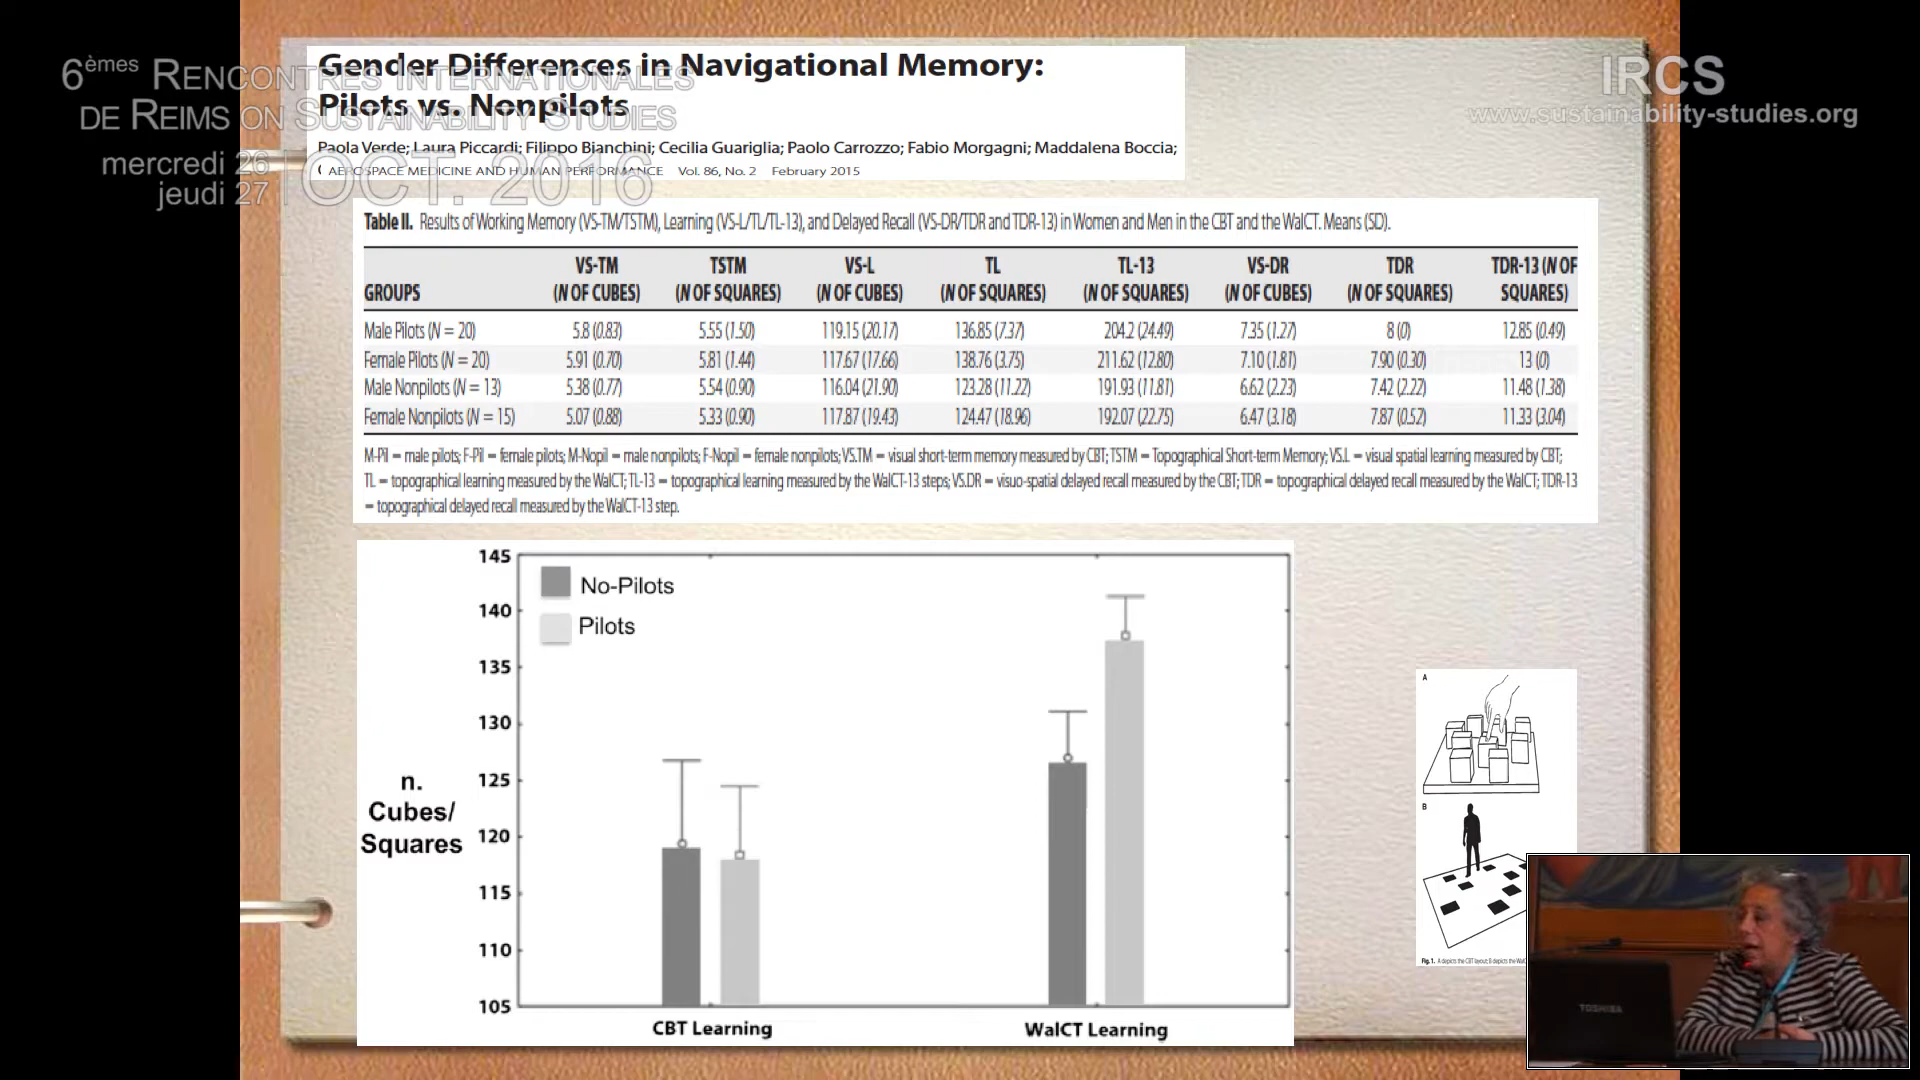 6èmes RENCONTRES INTERNATIONALES
DE REIMS ON SUSTAINABILITY STUDIES
mercredi 26
jeudi 27
OCT. 2016
IRCS
www.sustainability-studies.org
Gender Differences in Navigational Memory:
Pilots vs. Nonpilots
Paola Verde; Laura Piccardi; Filippo Bianchini; Cecilia Guariglia; Paolo Carrozzo; Fabio Morgagni; Maddalena Boccia;
( AEROSPACE MEDICINE AND HUMAN PERFORMANCE Vol. 86, No. 2 February 2015
Table II. Results of Working Memory (VS-TM/TSTM), Learning (VS-L/TL/TL-13), and Delayed Recall (VS-DR/TDR and TDR-13) in Women and Men in the CBT and the WalCT. Means (SD).
VS-TM TSTM VS-L TL TL-13 VS-DR TDR TDR-13 (N OF
GROUPS (N OF CUBES) (N OF SQUARES) (N OF CUBES) (N OF SQUARES) (N OF SQUARES) (N OF CUBES) (N OF SQUARES) SQUARES)
Male Pilots (N = 20) 5.8 (0.83) 5.55 (1.50) 119.15 (20.17) 136.85 (7.37) 204.2 (24.49) 7.35 (1.27) 8 (0) 12.85 (0.49)
Female Pilots (N = 20) 5.91 (0.70) 5.81 (1.44) 117.67 (17.66) 138.76 (3.75) 211.62 (12.80) 7.10 (1.81) 7.90 (0.30) 13 (0)
Male Nonpilots (N = 13) 5.38 (0.77) 5.54 (0.90) 116.04 (21.90) 123.28 (11.22) 191.93 (11.81) 6.62 (2.23) 7.42 (2.22) 11.48 (1.38)
Female Nonpilots (N = 15) 5.07 (0.88) 5.33 (0.90) 117.87 (19.43) 124.47 (18.96) 192.07 (22.75) 6.47 (3.18) 7.87 (0.52) 11.33 (3.04)
M-Pil = male pilots; F-Pil = female pilots; M-Nopil = male nonpilots; F-Nopil = female nonpilots; VS.TM = visual short-term memory measured by CBT; TSTM = Topographical Short-term Memory; VS.L = visual spatial learning measured by CBT;
TL = topographical learning measured by the WalCT; TL-13 = topographical learning measured by the WalCT-13 steps; VS.DR = visuo-spatial delayed recall measured by the CBT; TDR = topographical delayed recall measured by the WalCT; TDR-13
= topographical delayed recall measured by the WalCT-13 step.
145
140
135
130
125
120
115
110
105
No-Pilots
Pilots
n.
Cubes/
Squares
CBT Learning
WalCT Learning
A
B
Fig. 1. A depicts the CBT layout; B depicts the
TOSHIBA